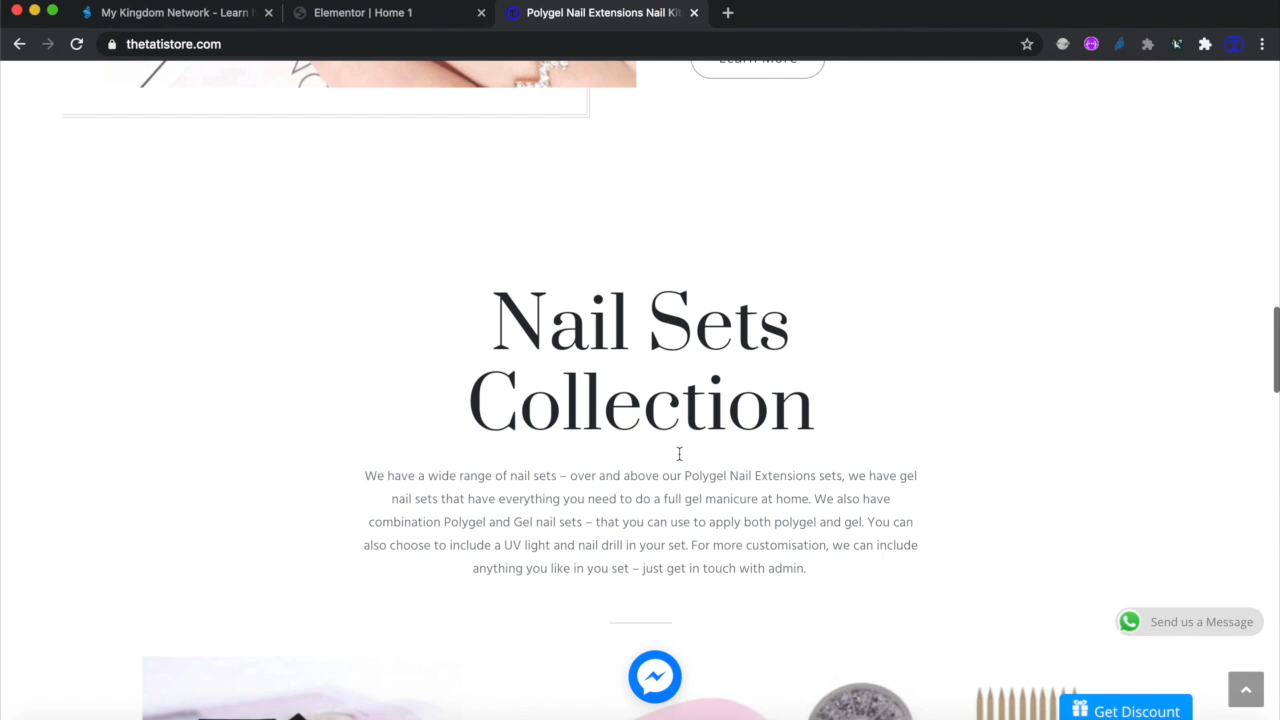 My Kingdom Network - Learn
Elementor | Home 1
Polygel Nail Extensions Nail Kit
thetatistore.com
Learn More
Nail Sets
Collection
We have a wide range of nail sets – over and above our Polygel Nail Extensions sets, we have gel
nail sets that have everything you need to do a full gel manicure at home. We also have
combination Polygel and Gel nail sets – that you can use to apply both polygel and gel. You can
also choose to include a UV light and nail drill in your set. For more customisation, we can include
anything you like in you set – just get in touch with admin.
Send us a Message
Get Discount